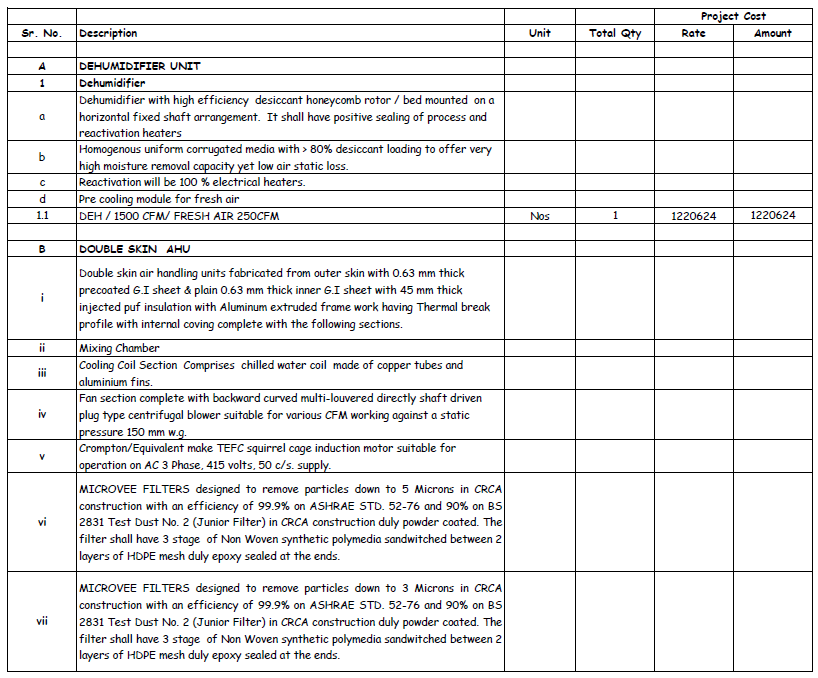 Project Cost
Sr. No. Description Unit Total Qty Rate Amount
A DEHUMIDIFIER UNIT
1 Dehumidifier
Dehumidifier with high efficiency desiccant honeycomb rotor / bed mounted on a
a horizontal fixed shaft arrangement. It shall have positive sealing of process and
reactivation heaters
b Homogenous uniform corrugated media with > 80% desiccant loading to offer very
high moisture removal capacity yet low air static loss.
c Reactivation will be 100 % electrical heaters.
d Pre cooling module for fresh air
1.1 DEH / 1500 CFM/ FRESH AIR 250CFM Nos 1 1220624 1220624
B DOUBLE SKIN AHU
Double skin air handling units fabricated from outer skin with 0.63 mm thick
i precoated G.I sheet & plain 0.63 mm thick inner G.I sheet with 45 mm thick
injected puf insulation with Aluminum extruded frame work having Thermal break
profile with internal coving complete with the following sections.
ii Mixing Chamber
iii Cooling Coil Section Comprises chilled water coil made of copper tubes and
aluminium fins.
Fan section complete with backward curved multi-louvered directly shaft driven
iv plug type centrifugal blower suitable for various CFM working against a static
pressure 150 mm w.g.
v Crompton/Equivalent make TEFC squirrel cage induction motor suitable for
operation on AC 3 Phase, 415 volts, 50 c/s. supply.
MICROVEE FILTERS designed to remove particles down to 5 Microns in CRCA
construction with an efficiency of 99.9% on ASHRAE STD. 52-76 and 90% on BS
vi 2831 Test Dust No. 2 (Junior Filter) in CRCA construction duly powder coated. The
filter shall have 3 stage of Non Woven synthetic polymedia sandwitched between 2
layers of HDPE mesh duly epoxy sealed at the ends.
MICROVEE FILTERS designed to remove particles down to 3 Microns in CRCA
construction with an efficiency of 99.9% on ASHRAE STD. 52-76 and 90% on BS
vii 2831 Test Dust No. 2 (Junior Filter) in CRCA construction duly powder coated. The
filter shall have 3 stage of Non Woven synthetic polymedia sandwitched between 2
layers of HDPE mesh duly epoxy sealed at the ends.